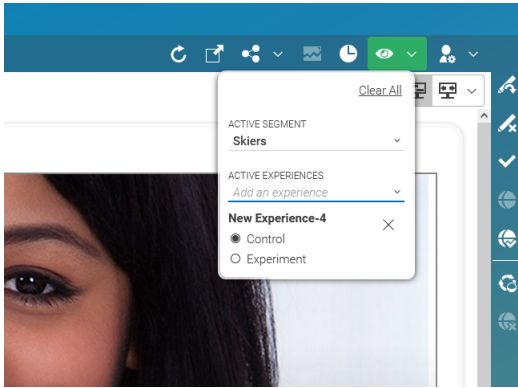 Clear All
ACTIVE SEGMENT
Skiers
ACTIVE EXPERIENCES
Add an experience
New Experience-4
Control
Experiment